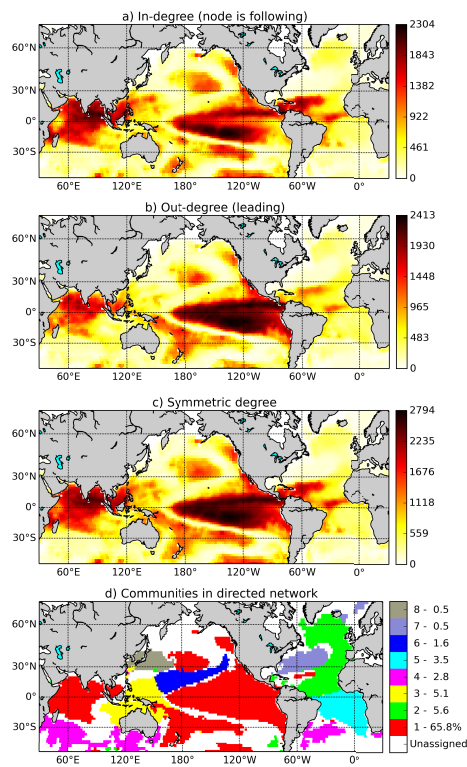 a) In-degree (node is following)
60°N
30°N
0°
30°S
60°E 120°E 180° 120°W 60°W 0°
2304
1843
1382
922
461
0
b) Out-degree (leading)
60°N
30°N
0°
30°S
60°E 120°E 180° 120°W 60°W 0°
2413
1930
1448
965
483
0
c) Symmetric degree
60°N
30°N
0°
30°S
60°E 120°E 180° 120°W 60°W 0°
2794
2235
1676
1118
559
0
d) Communities in directed network
60°N
30°N
0°
30°S
60°E 120°E 180° 120°W 60°W 0°
8 - 0.5
7 - 0.5
6 - 1.6
5 - 3.5
4 - 2.8
3 - 5.1
2 - 5.6
1 - 65.8%
Unassigned